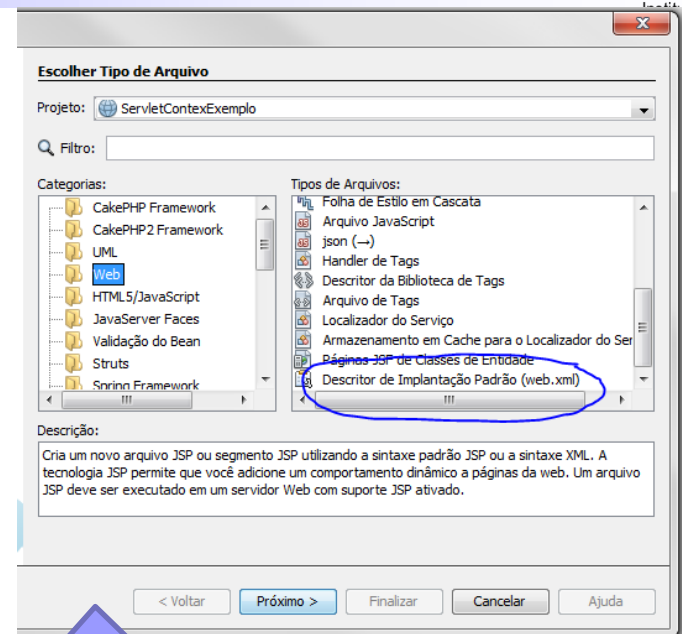 Escolher Tipo de Arquivo
Projeto: ServletContexExemplo
Filtro:
Categorias:
CakePHP Framework
CakePHP2 Framework
UML
Web
HTML5/JavaScript
JavaServer Faces
Validação do Bean
Struts
Spring Framework
Tipos de Arquivos:
Folha de Estilo em Cascata
Arquivo JavaScript
json (→)
Handler de Tags
Descritor da Biblioteca de Tags
Arquivo de Tags
Localizador do Serviço
Armazenamento em Cache para o Localizador do Ser
Páginas JSP de Classes de Entidade
Descritor de Implantação Padrão (web.xml)
Descrição:
Cria um novo arquivo JSP ou segmento JSP utilizando a sintaxe padrão JSP ou a sintaxe XML. A
tecnologia JSP permite que você adicione um comportamento dinâmico a páginas da web. Um arquivo
JSP deve ser executado em um servidor Web com suporte JSP ativado.
< Voltar Próximo > Finalizar Cancelar Ajuda